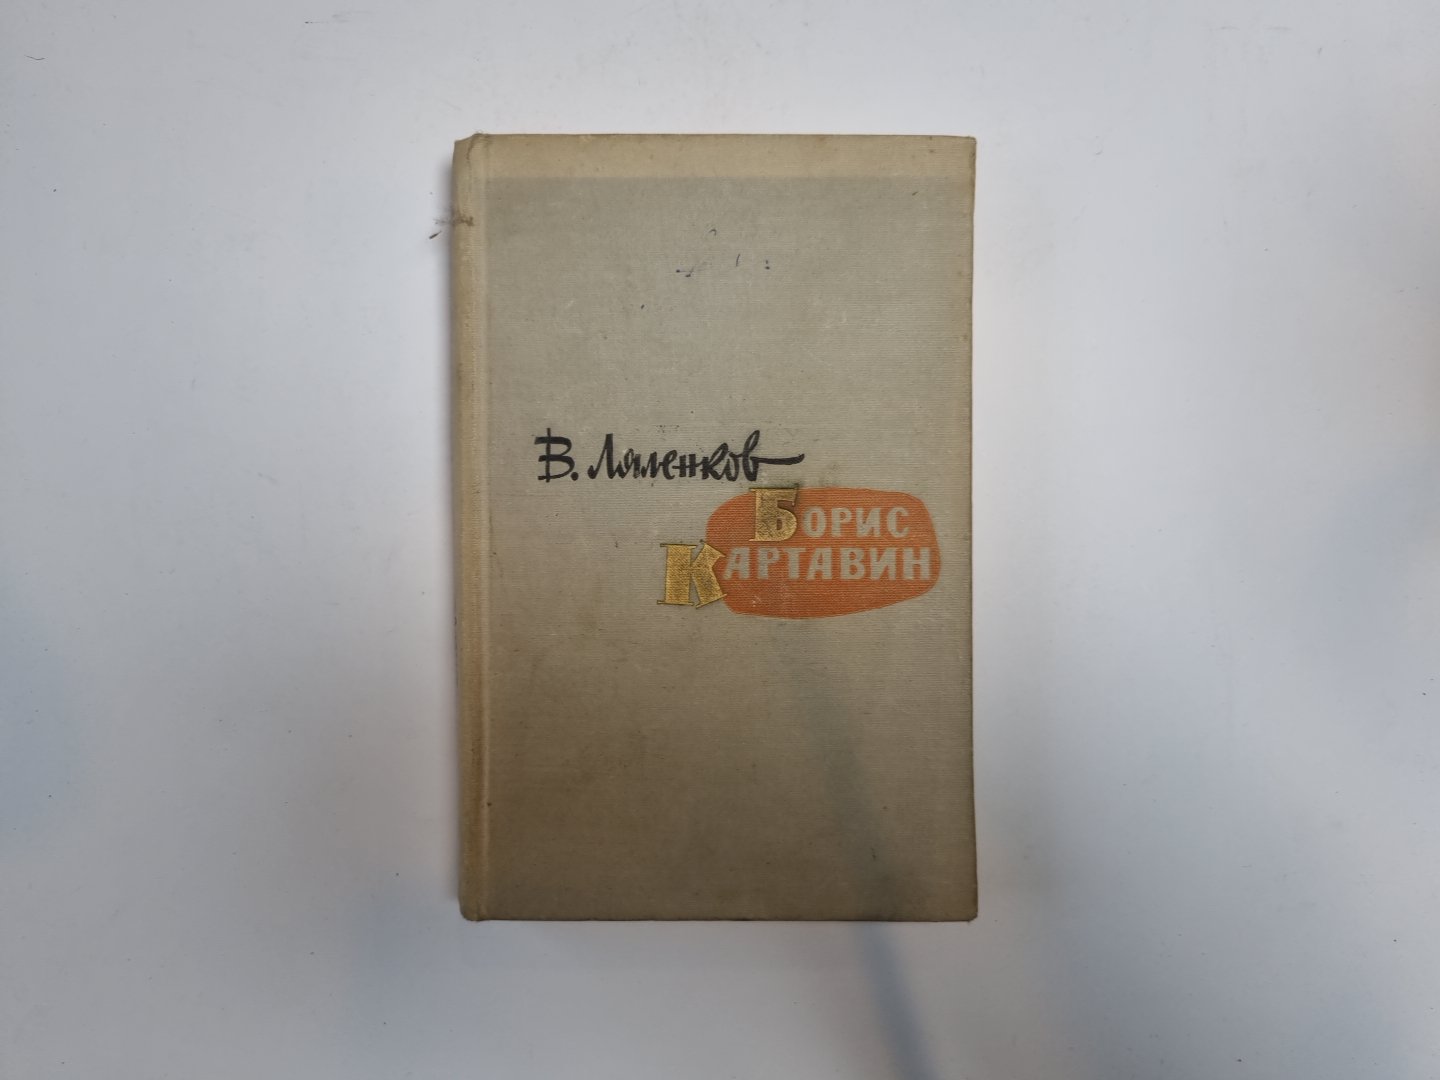 В. Ляленков
Борис
Картавин